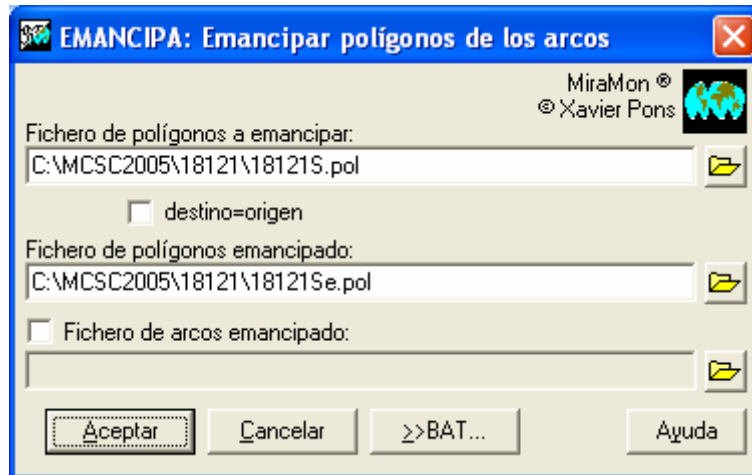 EMANCIPA: Emancipar polígonos de los arcos
MiraMon ®
© Xavier Pons
Fichero de polígonos a emancipar:
C:\MCSC2005\18121\18121S.pol
destino=origen
Fichero de polígonos emancipado:
C:\MCSC2005\18121\18121Se.pol
Fichero de arcos emancipado:
Aceptar Cancelar >>BAT... Ayuda